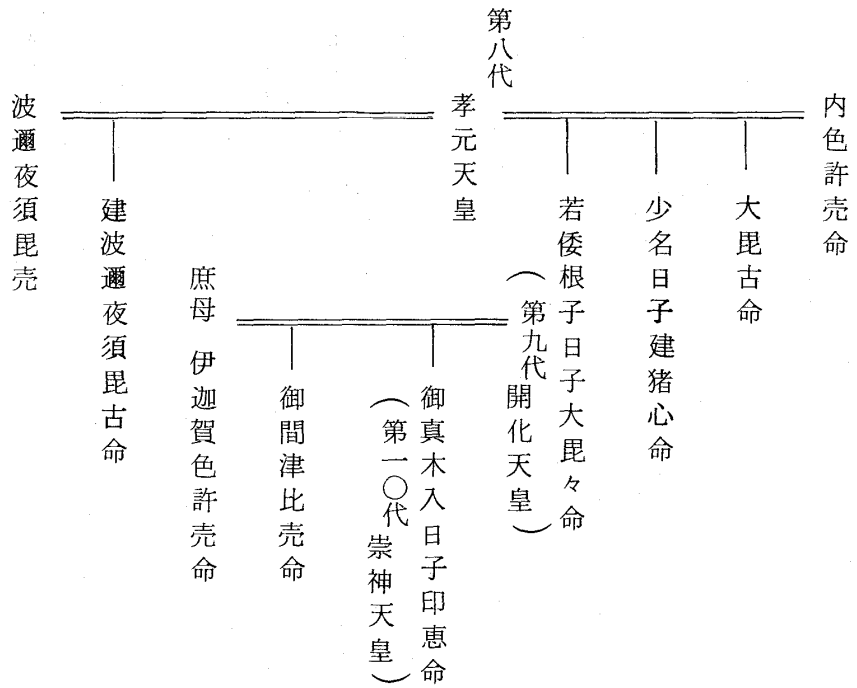 内色許売命
大毘古命
少名日子建猪心命
若倭根子日子大毘々命
（第九代　開化天皇）
第八代
孝元天皇
御真木入日子印恵命
（第一〇代　崇神天皇）
御間津比売命
庶母　伊迦賀色許売命
建波邇夜須毘古命
波邇夜須毘売